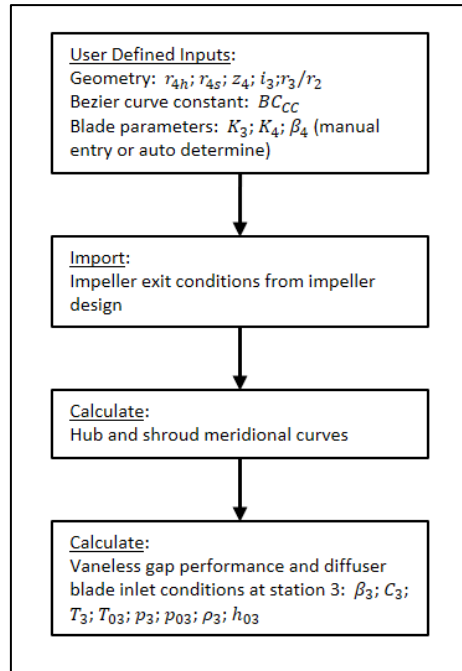 User Defined Inputs:
Geometry: r₄ₕ; r₄ₛ; z₄; i₃;r₃/r₂
Bezier curve constant: BC_CC
Blade parameters: K₃; K₄; β₄ (manual
entry or auto determine)
Import:
Impeller exit conditions from impeller
design
Calculate:
Hub and shroud meridional curves
Calculate:
Vaneless gap performance and diffuser
blade inlet conditions at station 3: β₃; C₃;
T₃; T₀₃; p₃; p₀₃; ρ₃; h₀₃